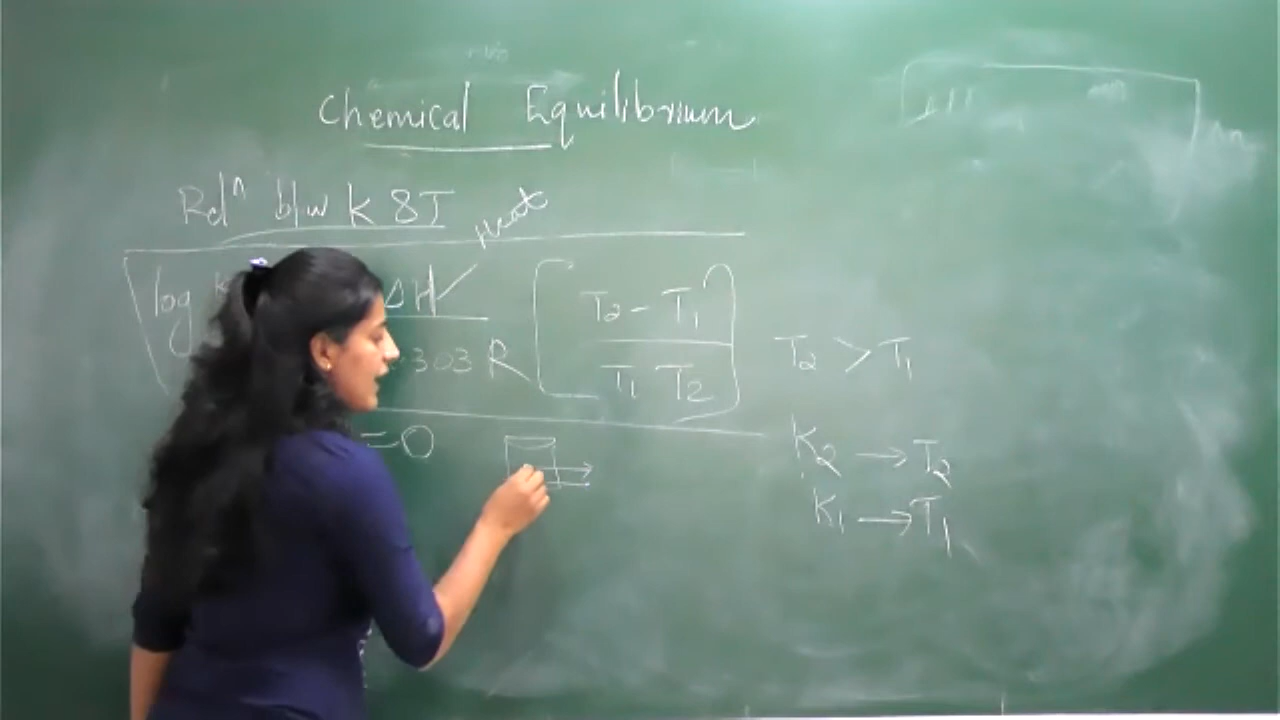 Chemical Equilibrium
Relⁿ b/w K & T
heat
log K ΔH T₂ - T₁
.303 R T₁ T₂
T₂ > T₁
=0
K₂ → T₂
K₁ → T₁